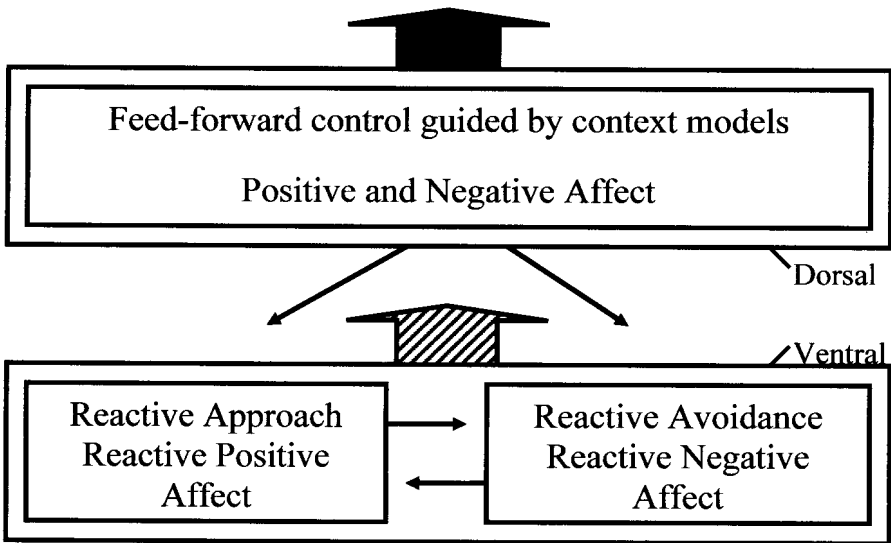 Feed-forward control guided by context models
Positive and Negative Affect
Dorsal
Ventral
Reactive Approach
Reactive Positive
Affect
Reactive Avoidance
Reactive Negative
Affect